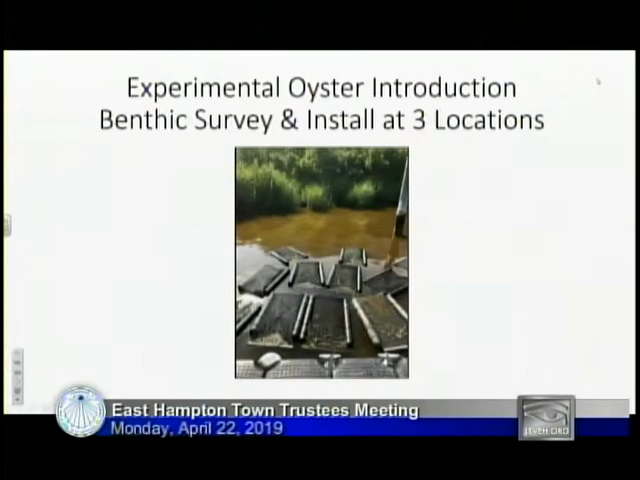 Experimental Oyster Introduction
Benthic Survey & Install at 3 Locations
East Hampton Town Trustees Meeting
Monday, April 22, 2019